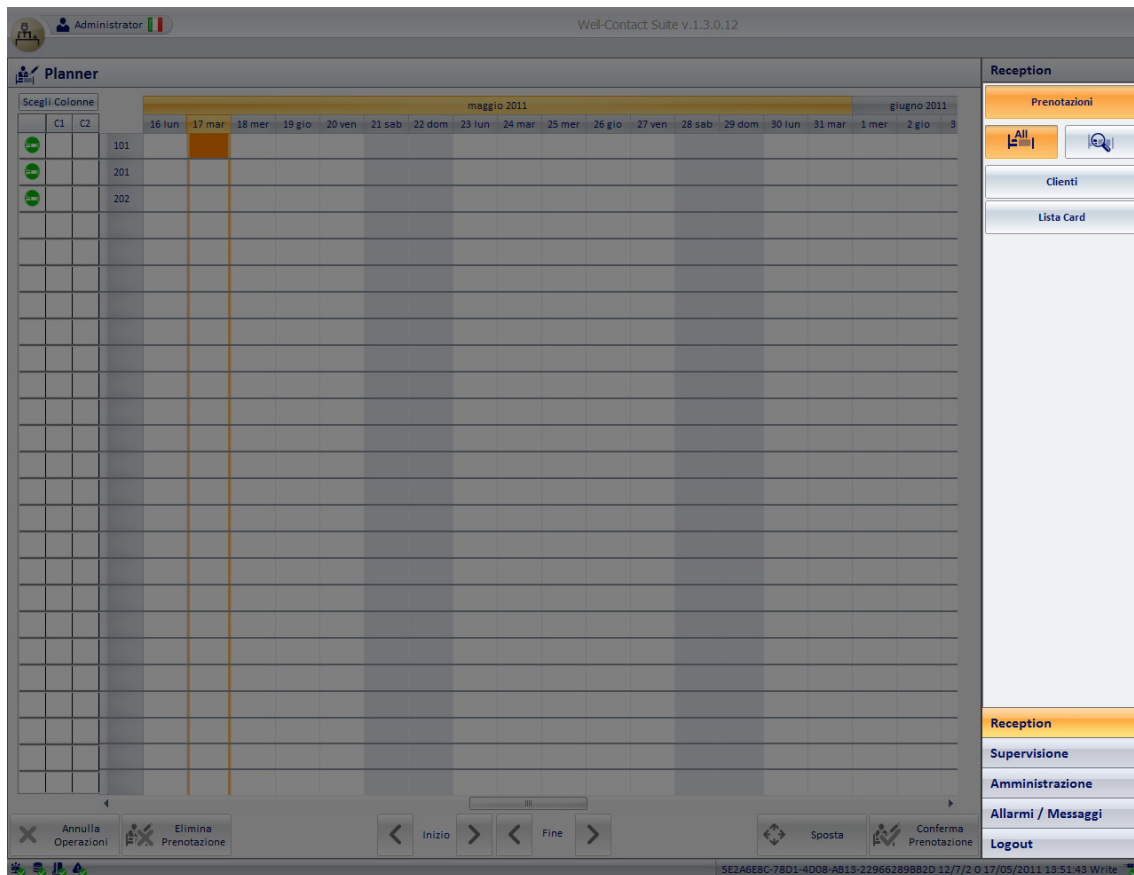 Administrator
Well-Contact Suite v.1.3.0.12
Planner
Scegli Colonne
maggio 2011
giugno 2011
C1 C2 16 lun 17 mar 18 mer 19 gio 20 ven 21 sab 22 dom 23 lun 24 mar 25 mer 26 gio 27 ven 28 sab 29 dom 30 lun 31 mar 1 mer 2 gio 3
101
201
202
Annulla
Operazioni
Elimina
Prenotazione
Inizio
Fine
Sposta
Conferma
Prenotazione
Reception
Prenotazioni
All
Clienti
Lista Card
Reception
Supervisione
Amministrazione
Allarmi / Messaggi
Logout
5E2A6E8C-78D1-4D08-AB13-22966289BB2D 12/7/2 0 17/05/2011 13:51:43 Write